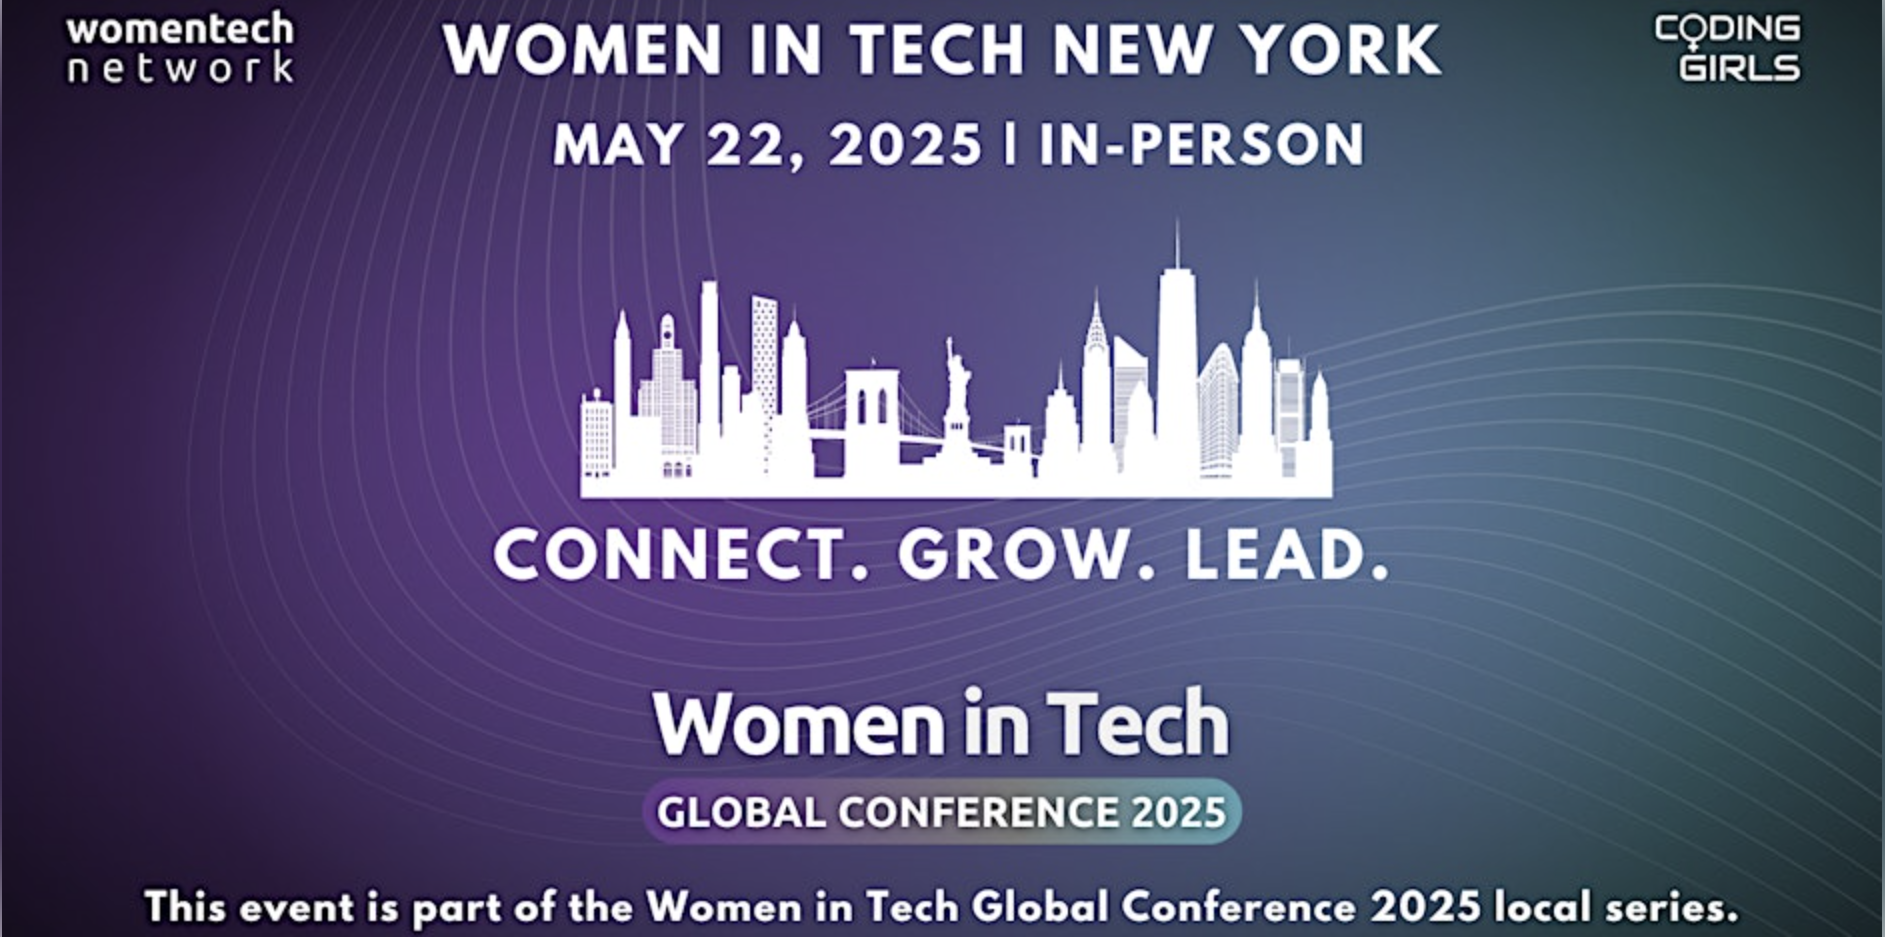 womentech
network
WOMEN IN TECH NEW YORK
CODING
GIRLS
MAY 22, 2025 | IN-PERSON
CONNECT. GROW. LEAD.
Women in Tech
GLOBAL CONFERENCE 2025
This event is part of the Women in Tech Global Conference 2025 local series.